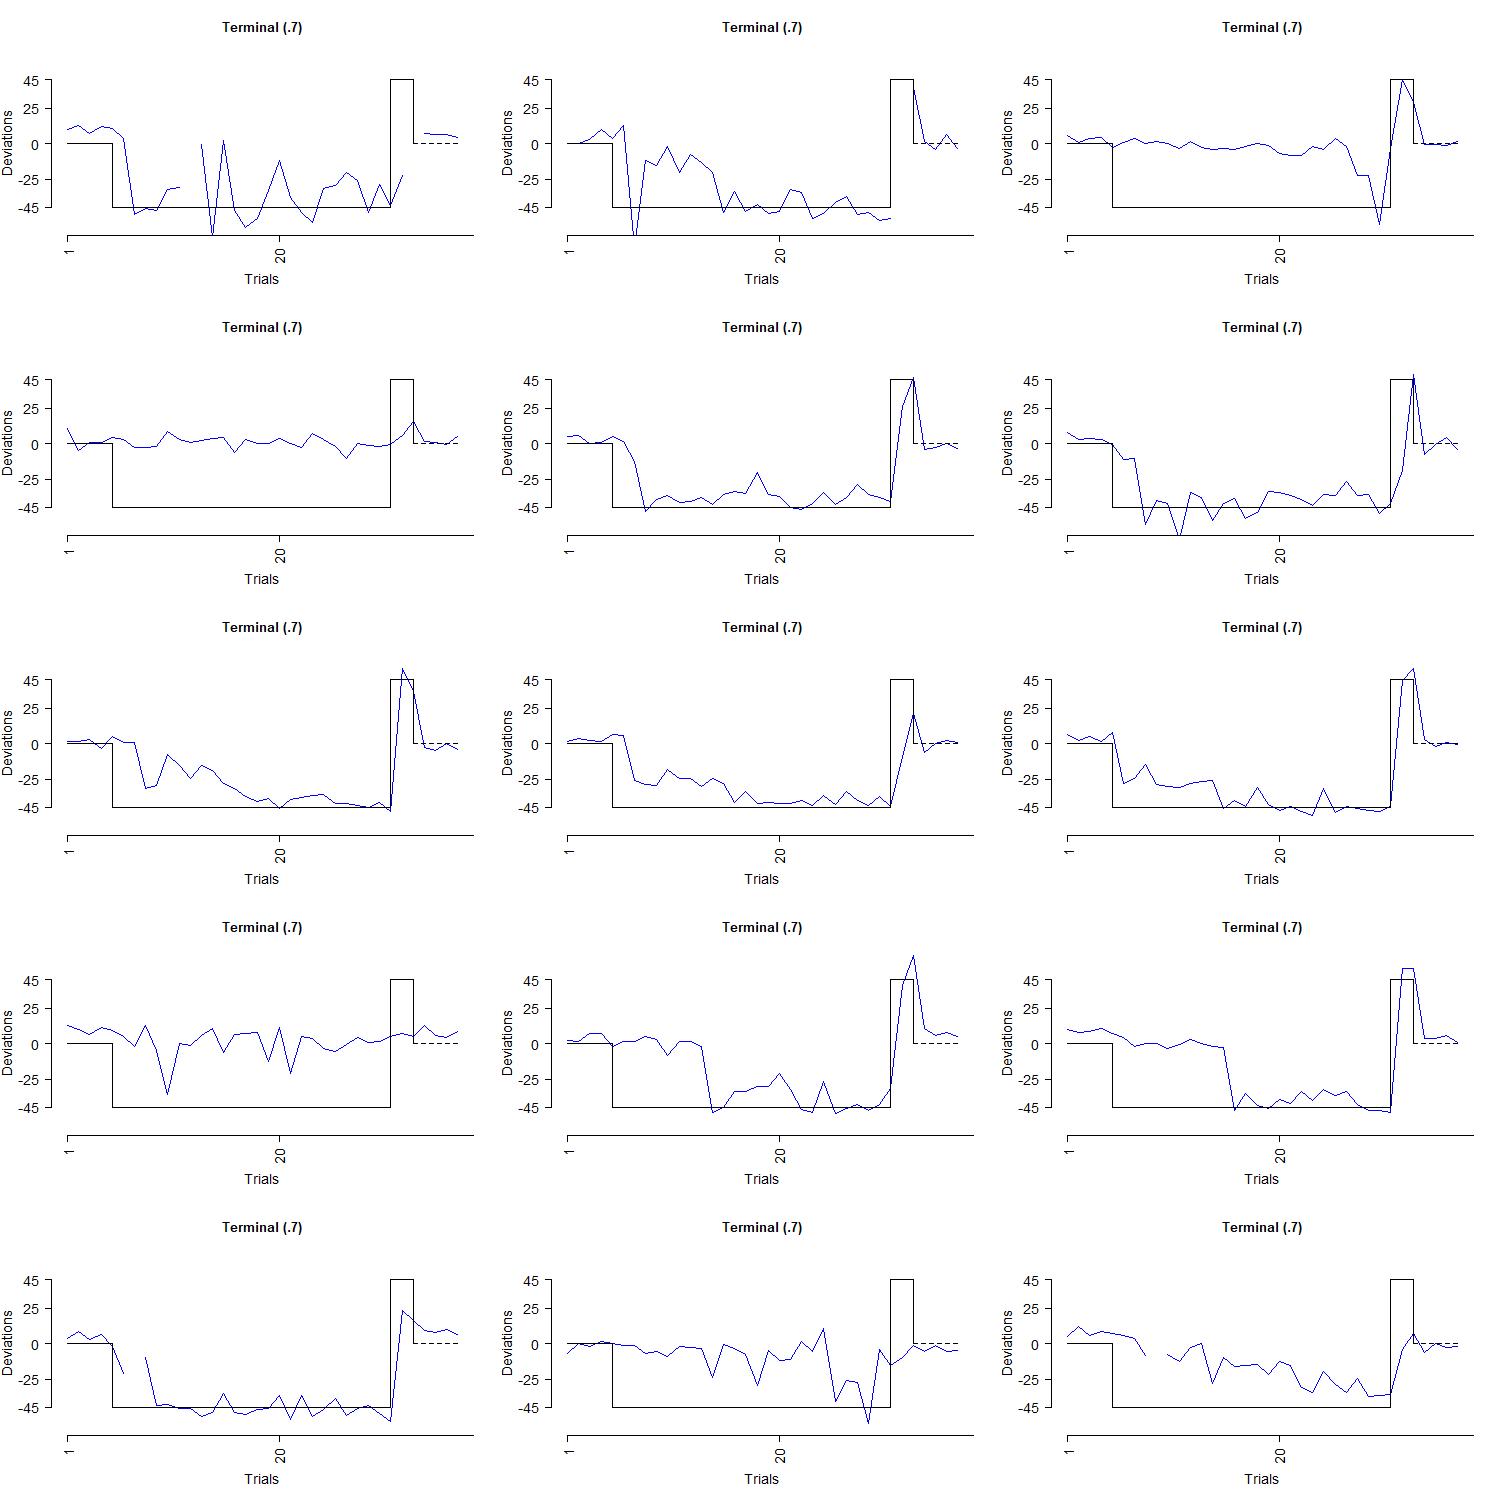 Terminal (.7) Terminal (.7) Terminal (.7)
45 45 45
25 25 25
Deviations Deviations Deviations
0 0 0
-25 -25 -25
-45 -45 -45
1 20 1 20 1 20
Trials Trials Trials
Terminal (.7) Terminal (.7) Terminal (.7)
45 45 45
25 25 25
Deviations Deviations Deviations
0 0 0
-25 -25 -25
-45 -45 -45
1 20 1 20 1 20
Trials Trials Trials
Terminal (.7) Terminal (.7) Terminal (.7)
45 45 45
25 25 25
Deviations Deviations Deviations
0 0 0
-25 -25 -25
-45 -45 -45
1 20 1 20 1 20
Trials Trials Trials
Terminal (.7) Terminal (.7) Terminal (.7)
45 45 45
25 25 25
Deviations Deviations Deviations
0 0 0
-25 -25 -25
-45 -45 -45
1 20 1 20 1 20
Trials Trials Trials
Terminal (.7) Terminal (.7) Terminal (.7)
45 45 45
25 25 25
Deviations Deviations Deviations
0 0 0
-25 -25 -25
-45 -45 -45
1 20 1 20 1 20
Trials Trials Trials